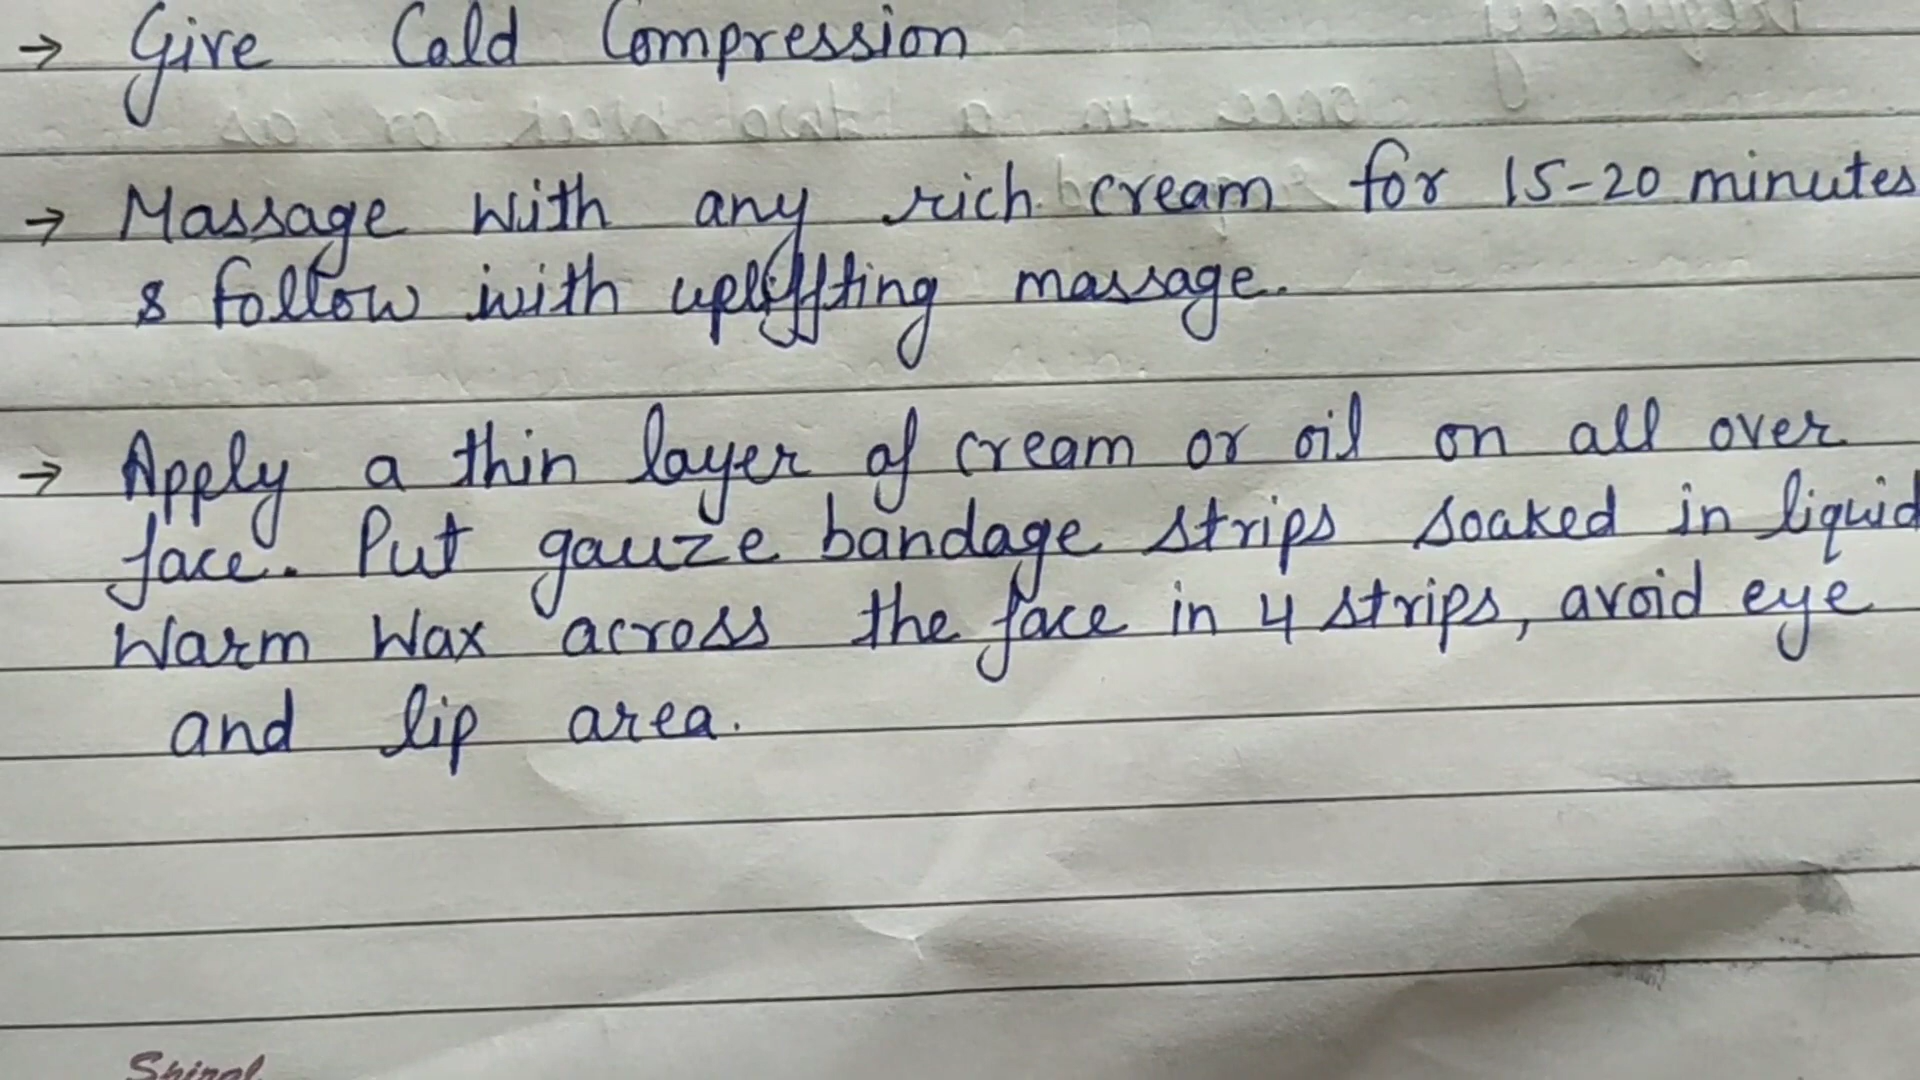 → Give Cold Compression
→ Massage with any rich cream for 15-20 minutes
& follow with upliffting massage.
→ Apply a thin layer of cream or oil on all over
face. Put gauze bandage strips soaked in liquid
Warm Wax across the face in 4 strips, avoid eye
and lip area.
Spiral